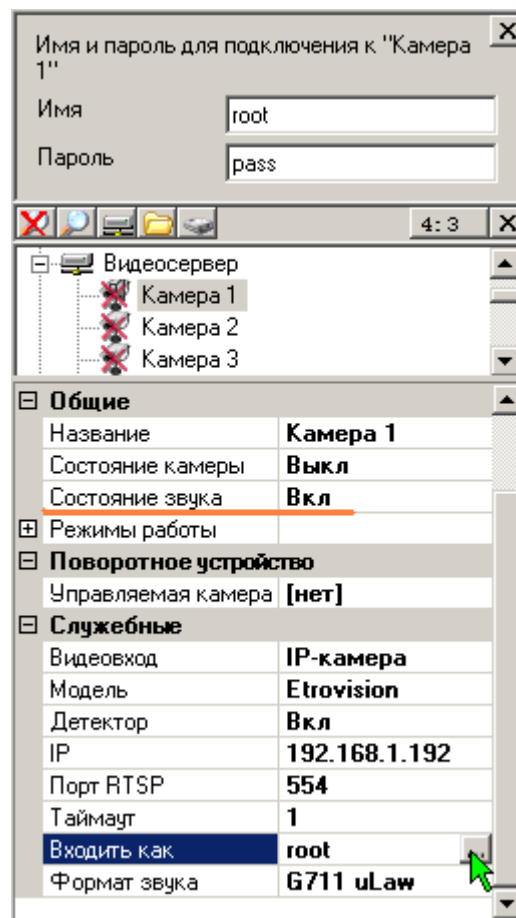 Имя и пароль для подключения к "Камера
1"
Имя root
Пароль pass
4:3
Видеосервер
Камера 1
Камера 2
Камера 3
Общие
Название Камера 1
Состояние камеры Выкл
Состояние звука Вкл
Режимы работы
Поворотное устройство
Управляемая камера [нет]
Служебные
Видеовход IP-камера
Модель Etrovision
Детектор Вкл
IP 192.168.1.192
Порт RTSP 554
Таймаут 1
Входить как root ...
Формат звука G711 uLaw